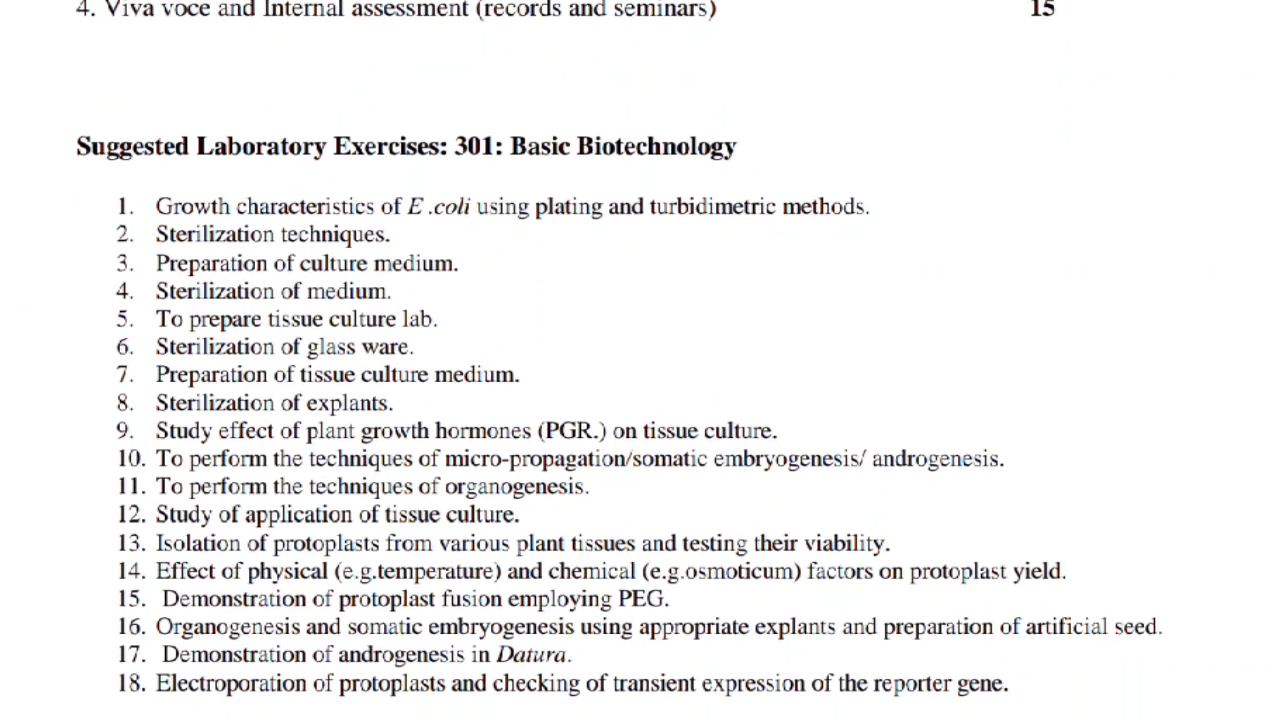 4. Viva voce and Internal assessment (records and seminars) 15
Suggested Laboratory Exercises: 301: Basic Biotechnology
1. Growth characteristics of E .coli using plating and turbidimetric methods.
2. Sterilization techniques.
3. Preparation of culture medium.
4. Sterilization of medium.
5. To prepare tissue culture lab.
6. Sterilization of glass ware.
7. Preparation of tissue culture medium.
8. Sterilization of explants.
9. Study effect of plant growth hormones (PGR.) on tissue culture.
10. To perform the techniques of micro-propagation/somatic embryogenesis/ androgenesis.
11. To perform the techniques of organogenesis.
12. Study of application of tissue culture.
13. Isolation of protoplasts from various plant tissues and testing their viability.
14. Effect of physical (e.g.temperature) and chemical (e.g.osmoticum) factors on protoplast yield.
15. Demonstration of protoplast fusion employing PEG.
16. Organogenesis and somatic embryogenesis using appropriate explants and preparation of artificial seed.
17. Demonstration of androgenesis in Datura.
18. Electroporation of protoplasts and checking of transient expression of the reporter gene.